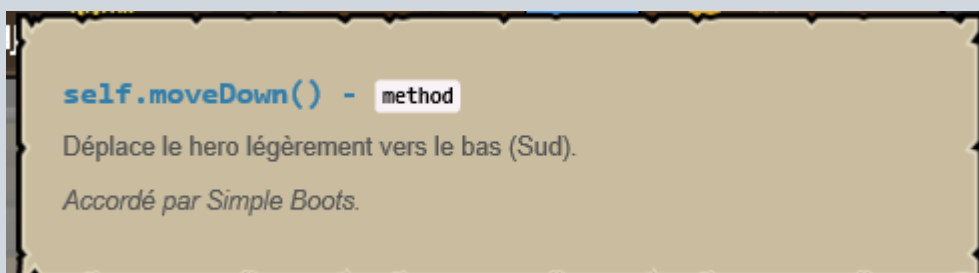 self.moveDown() - method
Déplace le hero légèrement vers le bas (Sud).
Accordé par Simple Boots.